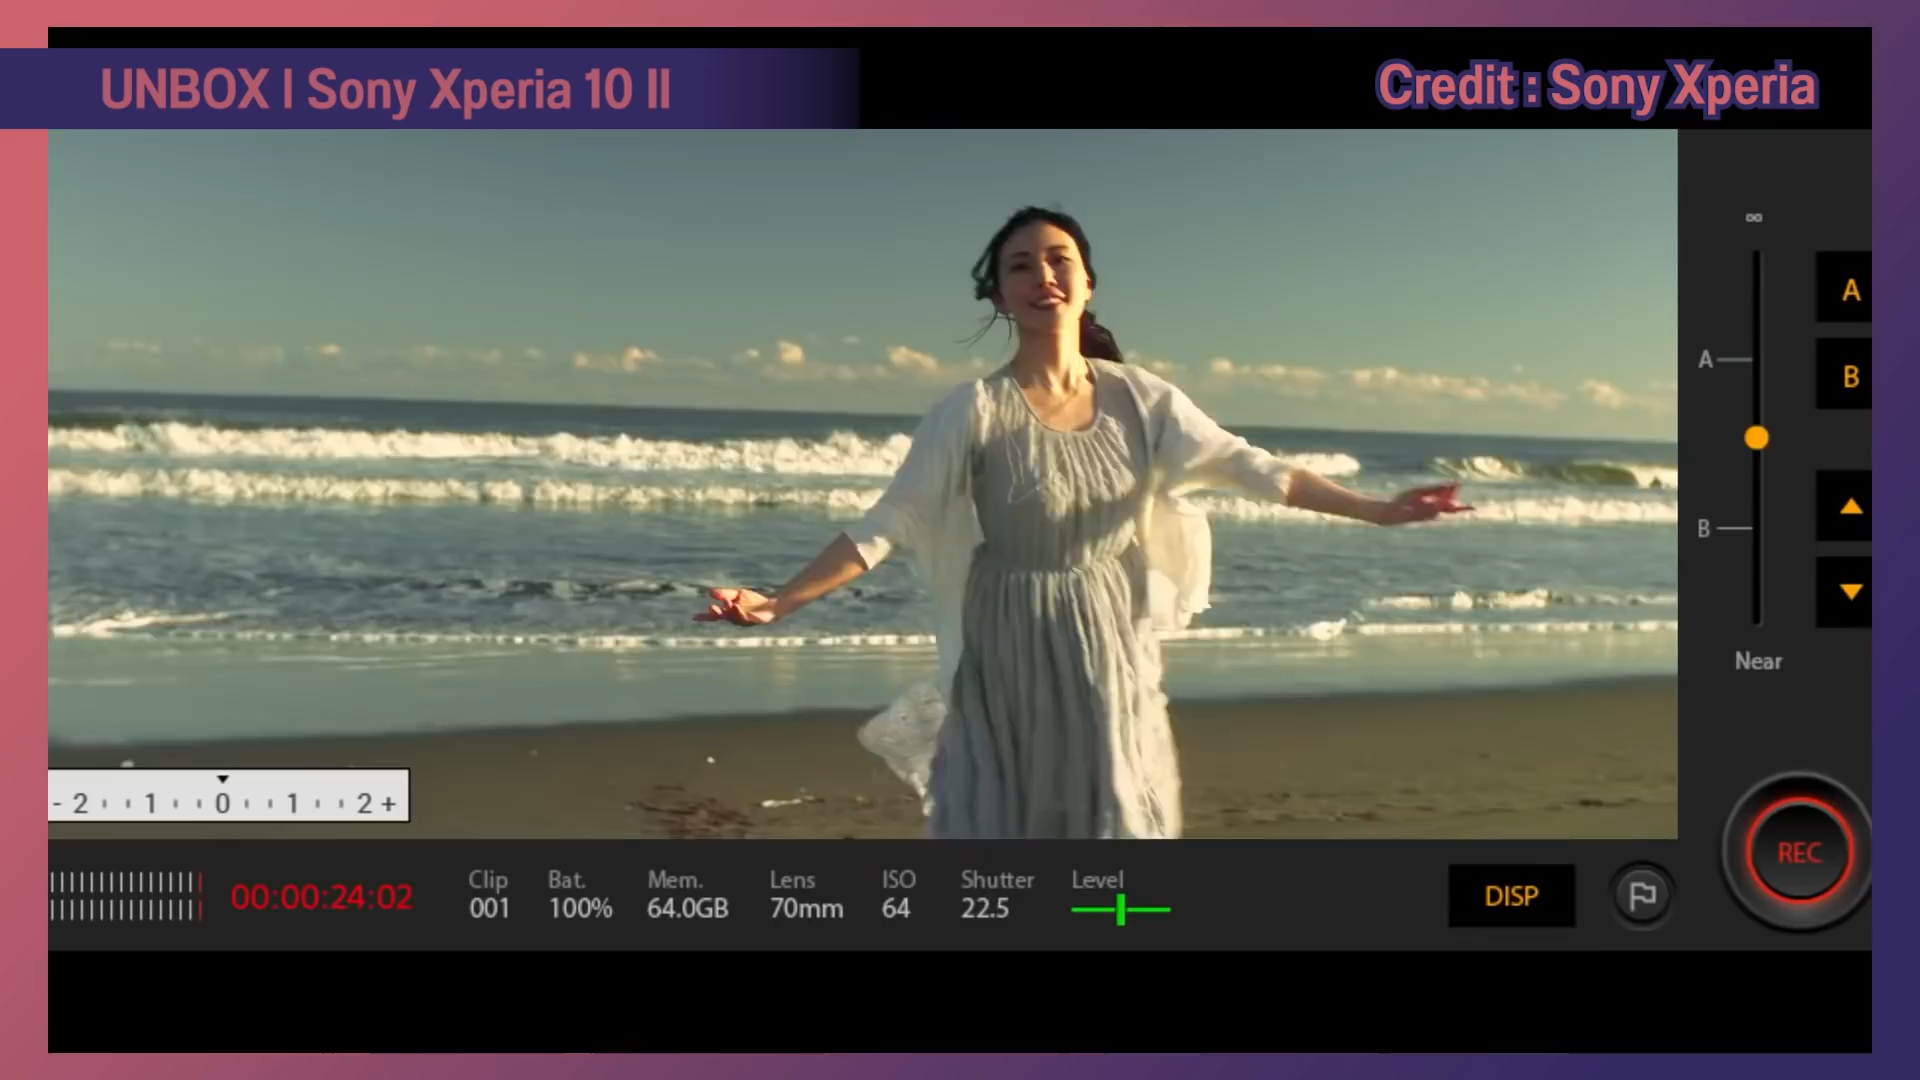 UNBOX | Sony Xperia 10 II
Credit : Sony Xperia
∞
A
A
B
B
Near
- 2 1 0 1 2 +
REC
00:00:24:02
Clip Bat. Mem. Lens ISO Shutter Level
001 100% 64.0GB 70mm 64 22.5
DISP